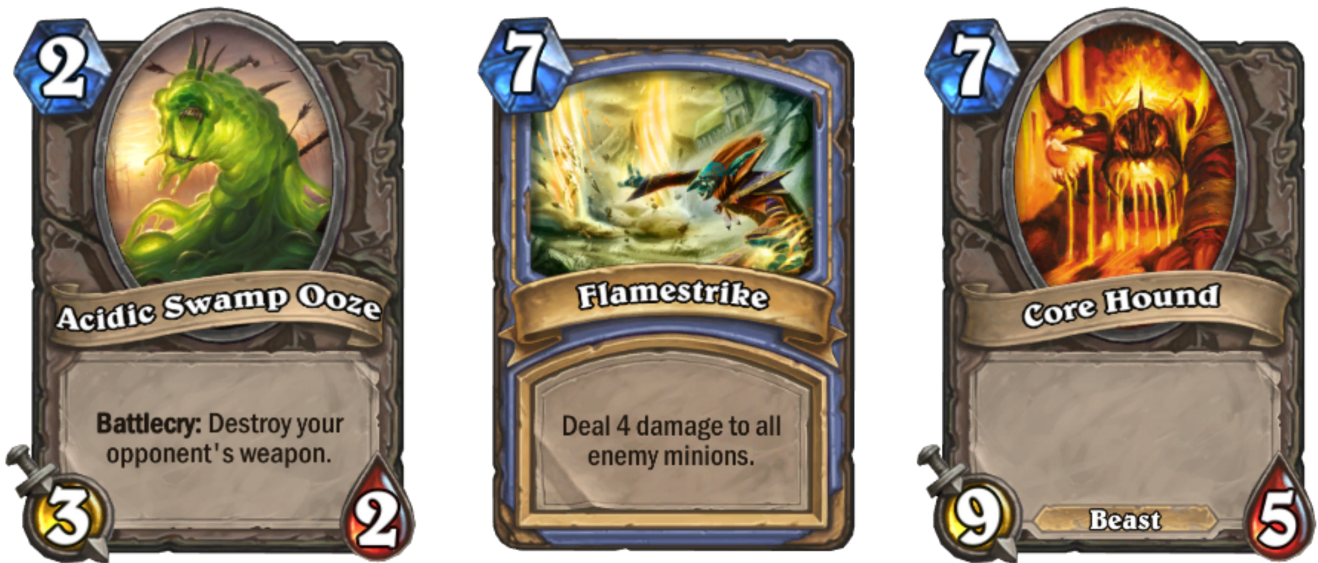 2
Acidic Swamp Ooze
Battlecry: Destroy your
opponent's weapon.
3
2
7
Flamestrike
Deal 4 damage to all
enemy minions.
7
Core Hound
9
Beast
5